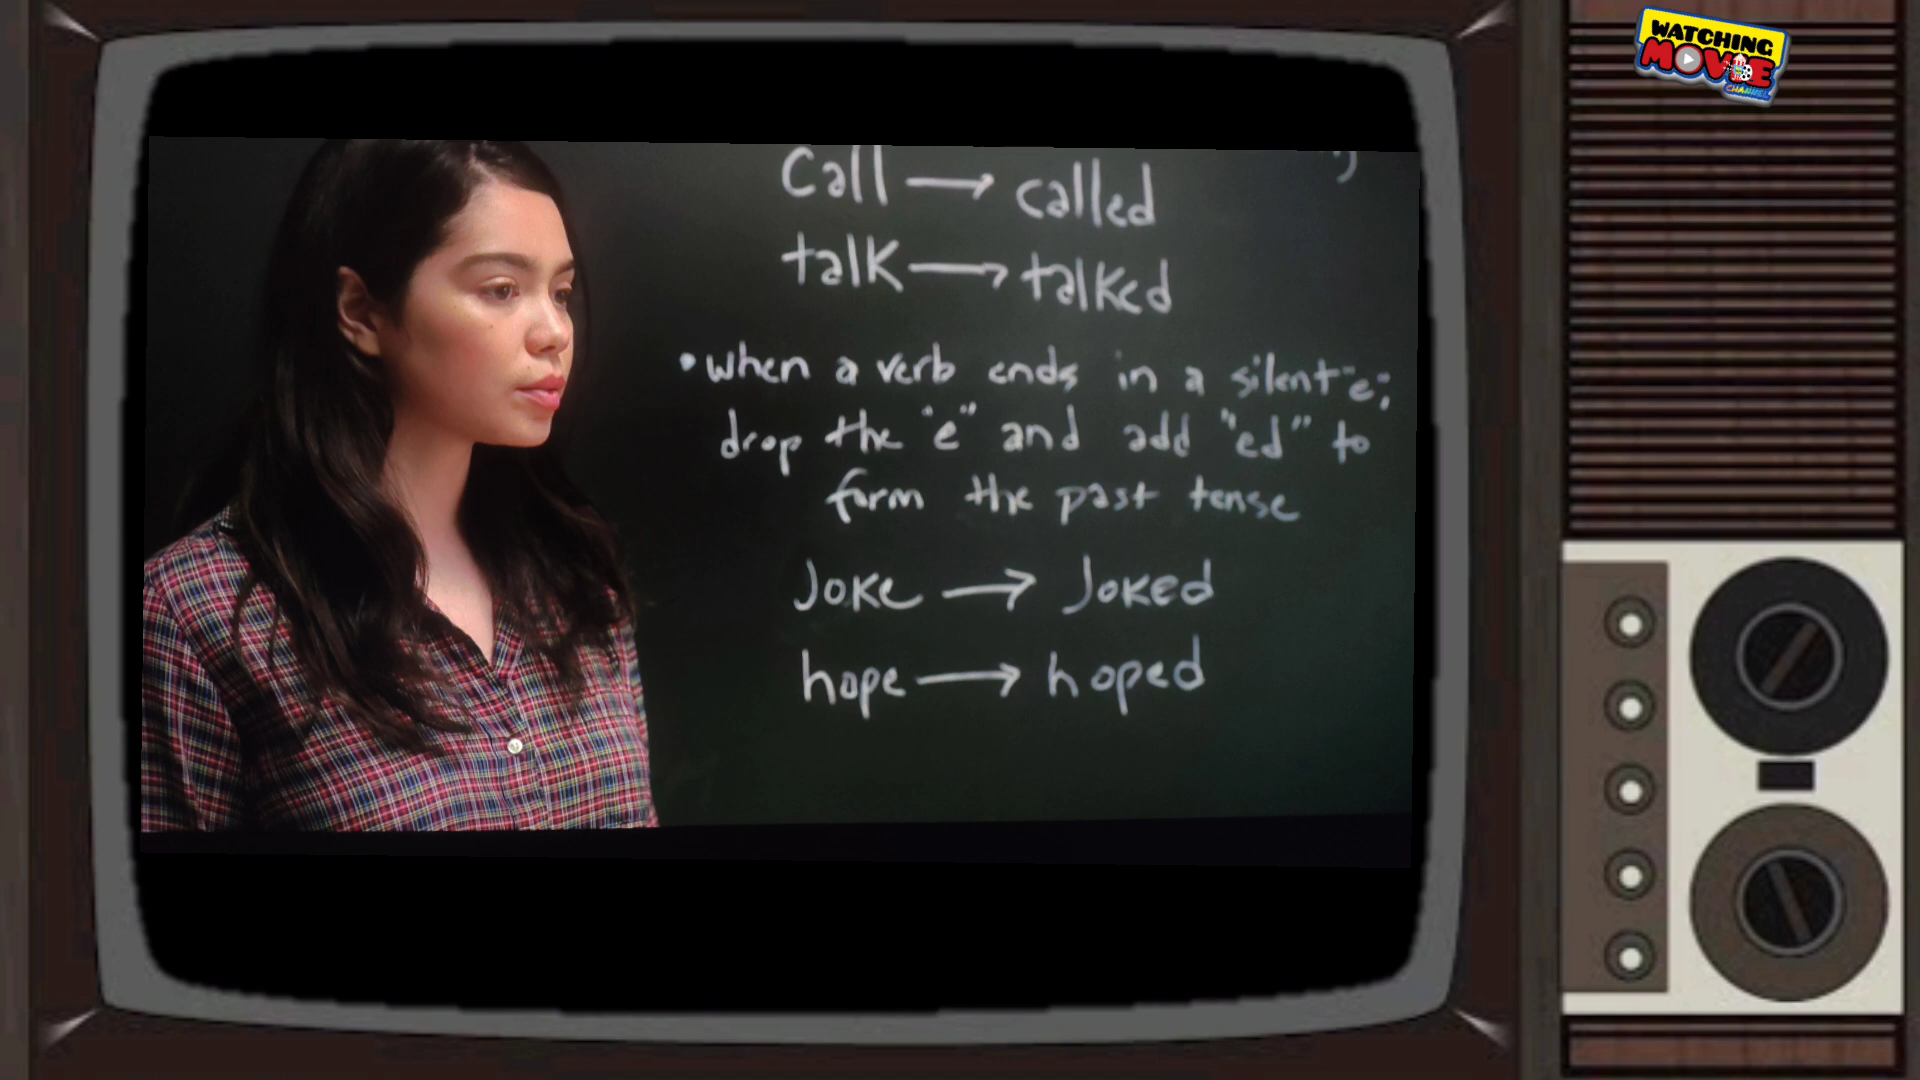 WATCHING
MOVIE
CHANNEL
Call → called
talk → talked
• when a verb ends in a silent "e",
drop the "e" and add "ed" to
form the past tense
Joke → Joked
hope → hoped